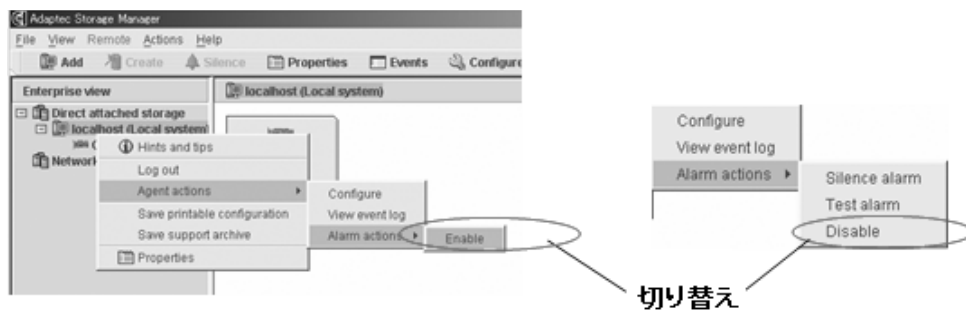 Adaptec Storage Manager
File View Remote Actions Help
Add Create Silence Properties Events Configure
Enterprise view
localhost (Local system)
Direct attached storage
localhost (Local system)
Network
Hints and tips
Log out
Agent actions
Save printable configuration
Save support archive
Properties
Configure
View event log
Alarm actions
Enable
Configure
View event log
Alarm actions
Silence alarm
Test alarm
Disable
切り替え